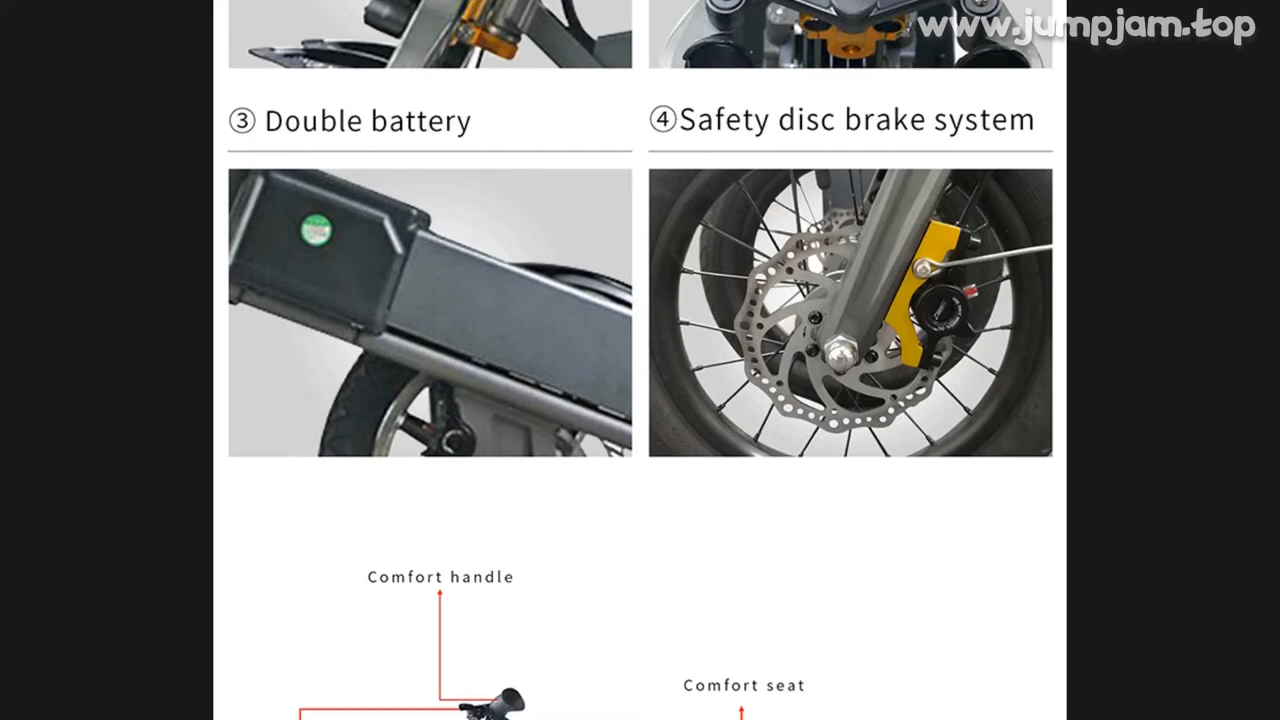 www.jumpjam.top
③ Double battery
④Safety disc brake system
Comfort handle
Comfort seat